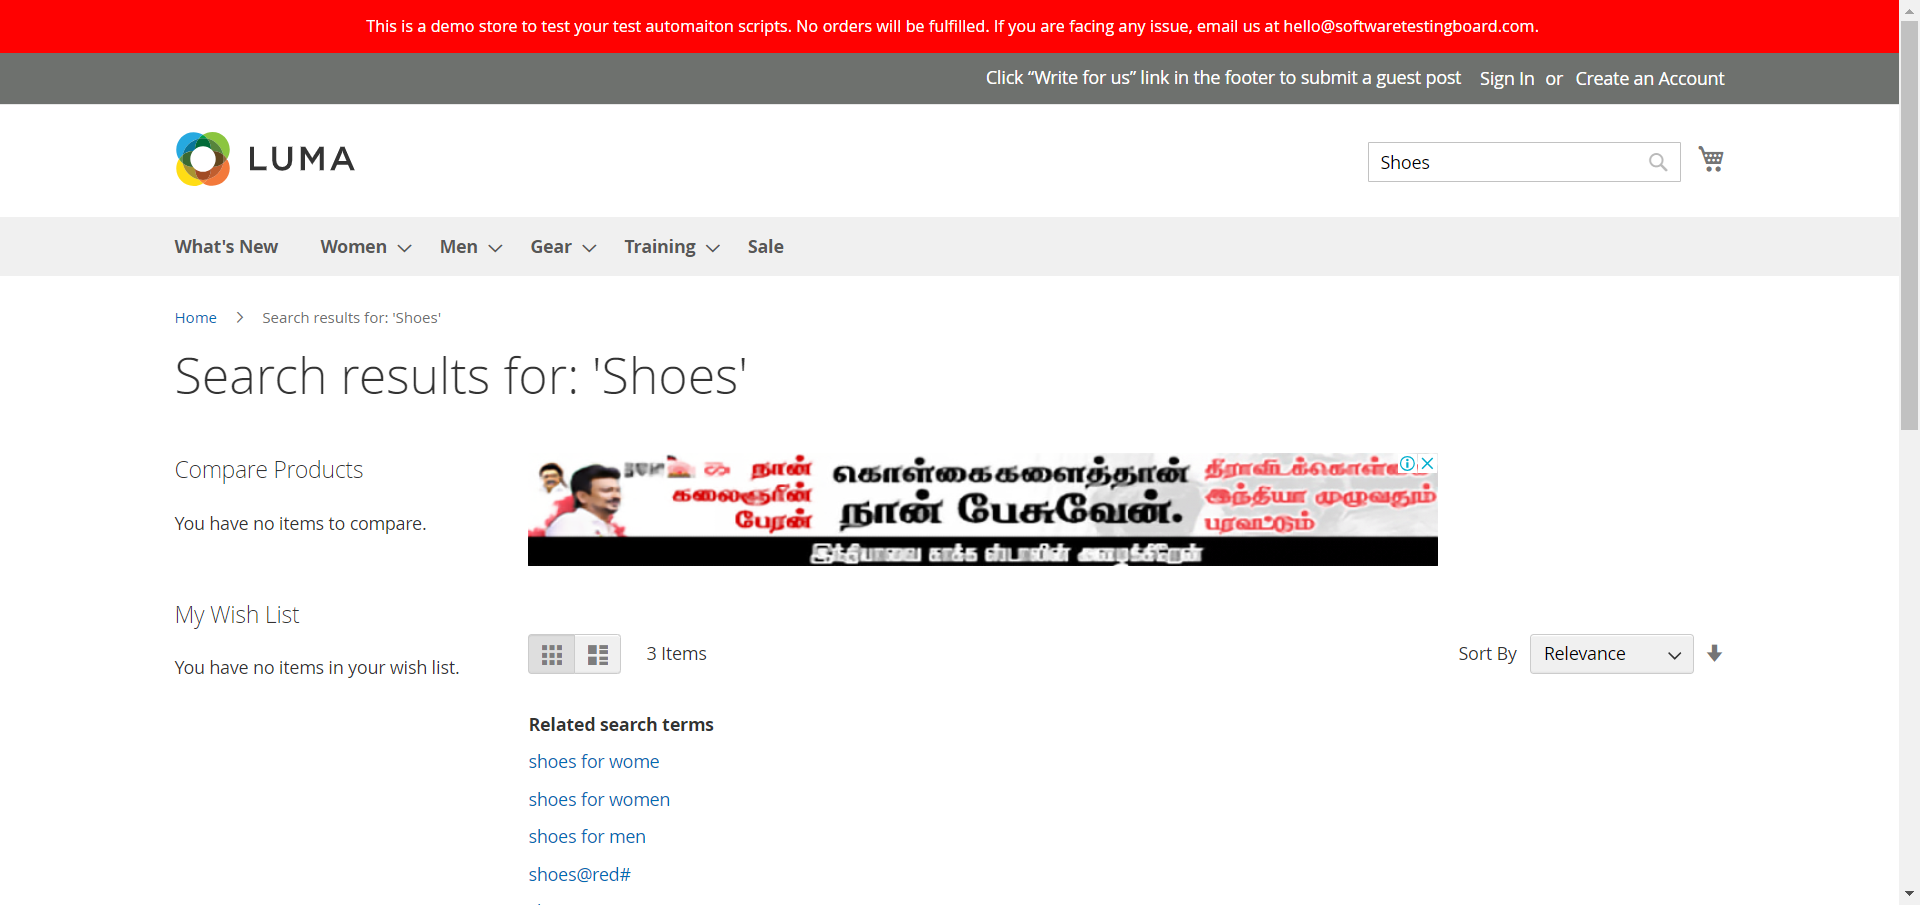 This is a demo store to test your test automaiton scripts. No orders will be fulfilled. If you are facing any issue, email us at hello@softwaretestingboard.com.
Click “Write for us” link in the footer to submit a guest post Sign In or Create an Account
LUMA
Shoes
What's New Women Men Gear Training Sale
Home Search results for: 'Shoes'
Search results for: 'Shoes'
Compare Products
You have no items to compare.
நான்
கலைஞரின்
பேரன்
கொள்கைகளைத்தான்
நான் பேசுவேன்.
இந்தியா முழுவதும்
My Wish List
You have no items in your wish list.
3 Items
Sort By Relevance
Related search terms
shoes for wome
shoes for women
shoes for men
shoes@red#